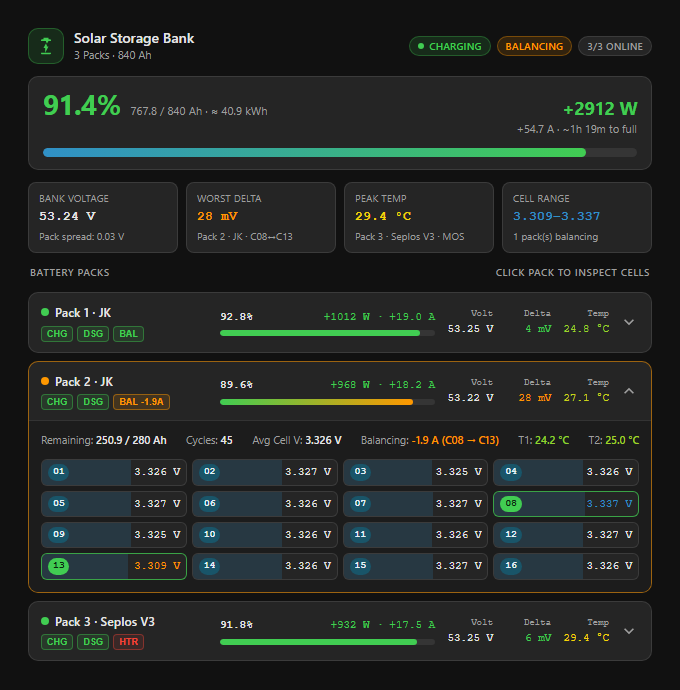 Solar Storage Bank
3 Packs · 840 Ah
CHARGING
BALANCING
3/3 ONLINE
91.4% 767.8 / 840 Ah · ≈ 40.9 kWh
+2912 W
+54.7 A · ~1h 19m to full
BANK VOLTAGE
53.24 V
Pack spread: 0.03 V
WORST DELTA
28 mV
Pack 2 · JK · C08↔C13
PEAK TEMP
29.4 °C
Pack 3 · Seplos V3 · MOS
CELL RANGE
3.309–3.337
1 pack(s) balancing
BATTERY PACKS
CLICK PACK TO INSPECT CELLS
Pack 1 · JK
CHG DSG BAL
92.8% +1012 W · +19.0 A
Volt Delta Temp
53.25 V 4 mV 24.8 °C
Pack 2 · JK
CHG DSG BAL -1.9A
89.6% +968 W · +18.2 A
Volt Delta Temp
53.22 V 28 mV 27.1 °C
Remaining: 250.9 / 280 Ah Cycles: 45 Avg Cell V: 3.326 V Balancing: -1.9 A (C08 → C13) T1: 24.2 °C T2: 25.0 °C
01 3.326 V 02 3.327 V 03 3.325 V 04 3.326 V
05 3.327 V 06 3.326 V 07 3.327 V 08 3.337 V
09 3.325 V 10 3.326 V 11 3.326 V 12 3.327 V
13 3.309 V 14 3.326 V 15 3.327 V 16 3.326 V
Pack 3 · Seplos V3
CHG DSG HTR
91.8% +932 W · +17.5 A
Volt Delta Temp
53.25 V 6 mV 29.4 °C